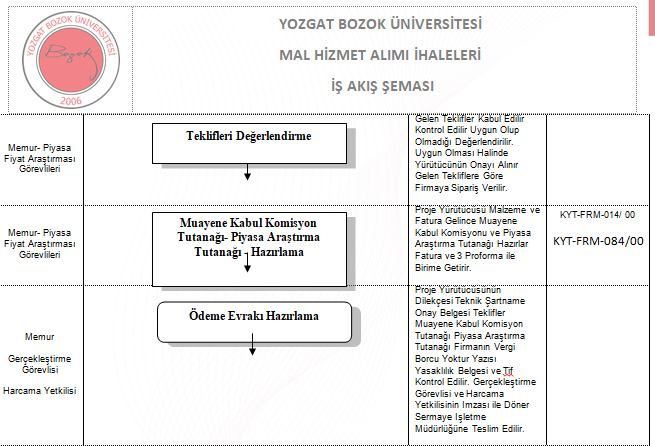 YOZGAT BOZOK ÜNİVERSİTESİ
Bozok
2006
YOZGAT BOZOK ÜNİVERSİTESİ
MAL HİZMET ALIMI İHALELERİ
İŞ AKIŞ ŞEMASI
Memur- Piyasa
Fiyat Araştırması
Görevlileri
Teklifleri Değerlendirme
Gelen Teklifler Kabul Edilir
Kontrol Edilir Uygun Olup
Olmadığı Değerlendirilir.
Uygun Olması Halinde
Yürütücünün Onayı Alınır
Gelen Tekliflere Göre
Firmaya Sipariş Verilir.
Memur- Piyasa
Fiyat Araştırması
Görevlileri
Muayene Kabul Komisyon
Tutanağı- Piyasa Araştırma
Tutanağı - Hazırlama
Proje Yürütücüsü Malzeme ve
Fatura Gelince Muayene
Kabul Komisyonu ve Piyasa
Araştırma Tutanağı Hazırlar
Fatura ve 3 Proforma ile
Birime Getirir.
KYT-FRM-014/ 00
KYT-FRM-084/00
Memur
Gerçekleştirme
Görevlisi
Harcama Yetkilisi
Ödeme Evrakı Hazırlama
Proje Yürütücüsünün
Dilekçesi Teknik Şartname
Onay Belgesi Teklifler
Muayene Kabul Komisyon
Tutanağı Piyasa Araştırma
Tutanağı Firmanın Vergi
Borcu Yoktur Yazısı
Yasaklılık Belgesi ve Tif
Kontrol Edilir. Gerçekleştirme
Görevlisi ve Harcama
Yetkilisinin İmzası ile Döner
Sermaye İşletme
Müdürlüğüne Teslim Edilir.